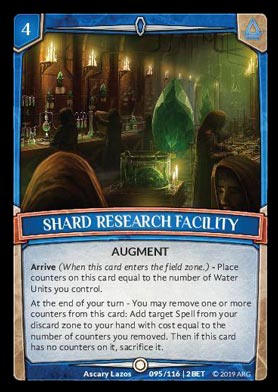 4
SHARD RESEARCH FACILITY
AUGMENT
Arrive (When this card enters the field zone.) - Place
counters on this card equal to the number of Water
Units you control.
At the end of your turn - You may remove one or more
counters from this card: Add target Spell from your
discard zone to your hand with cost equal to the
number of counters you removed. Then if this card
has no counters on it, sacrifice it.
Ascary Lazos 095/116 | 2BET © 2019 ARG